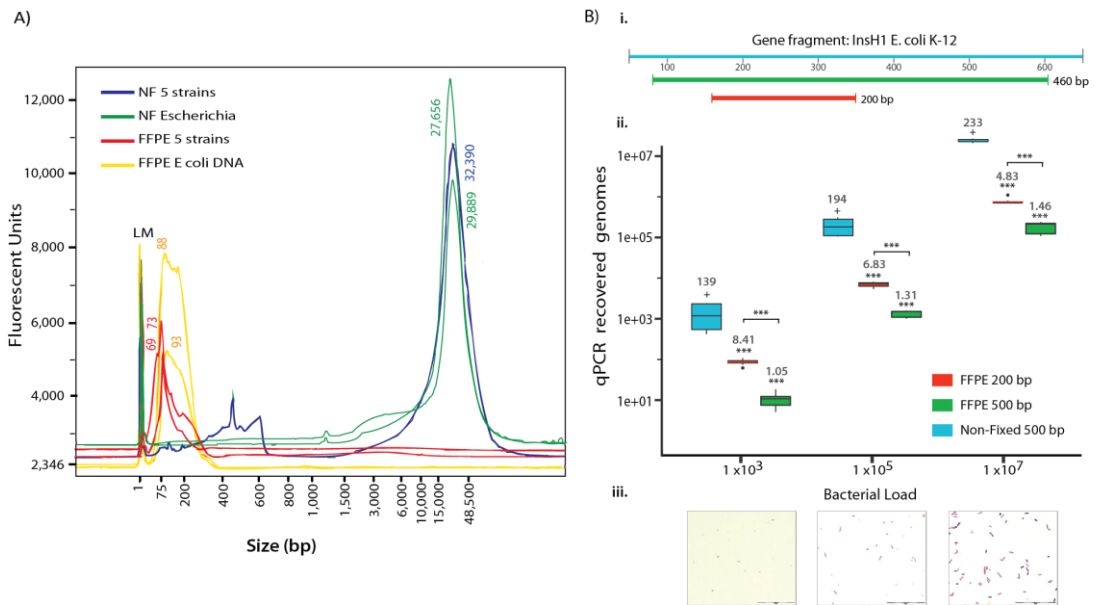 A)
NF 5 strains
NF Escherichia
FFPE 5 strains
FFPE E coli DNA
12,000
10,000
8,000
6,000
4,000
2,346
Fluorescent Units
LM
88
73
69
93
27,656
32,390
29,889
1
75
200
400
600
800
1,000
1,500
3,000
6,000
10,000
15,000
48,500
Size (bp)
B)
i.
Gene fragment: InsH1 E. coli K-12
100 200 300 400 500 600
460 bp
200 bp
ii.
qPCR recovered genomes
1e+07
1e+05
1e+03
1e+01
139
+
8.41
***
***
1.05
***
194
+
6.83
***
***
1.31
***
233
+
4.83
***
***
1.46
***
FFPE 200 bp
FFPE 500 bp
Non-Fixed 500 bp
1 x10³ 1 x10⁵ 1 x10⁷
Bacterial Load
iii.